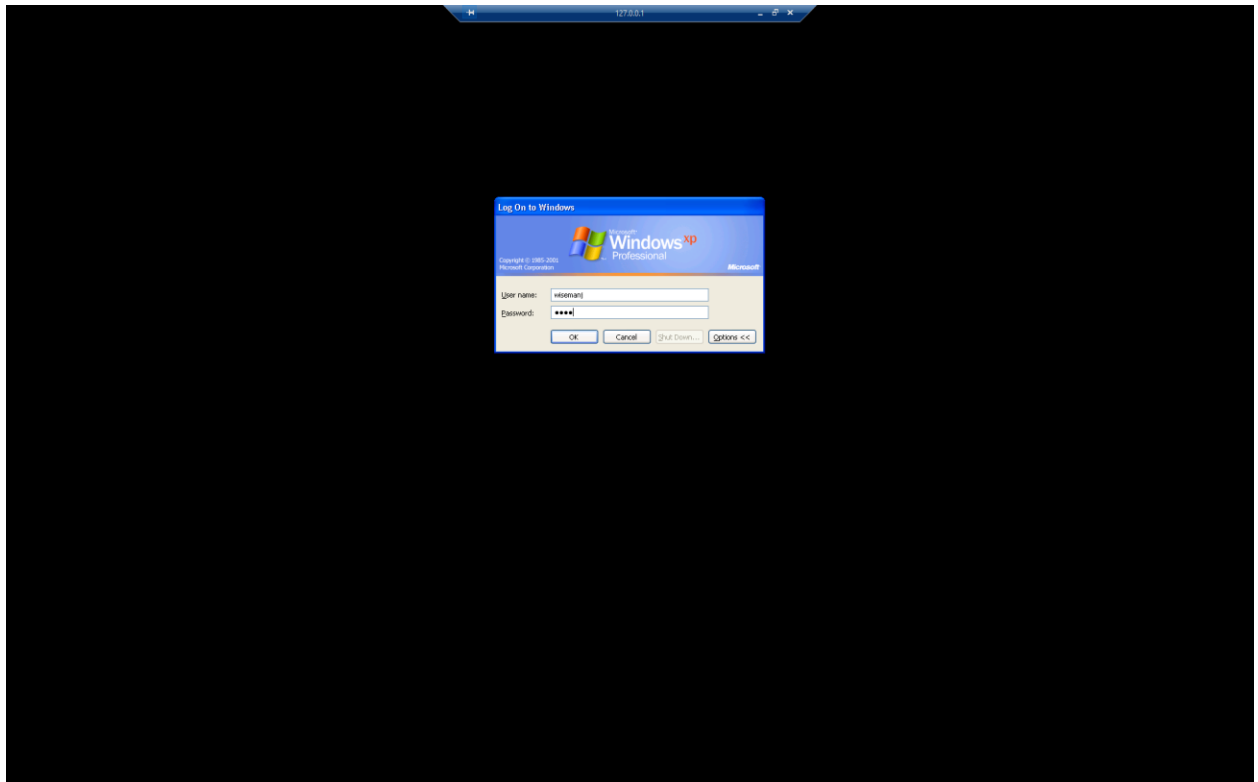 127.0.0.1
Log On to Windows
Microsoft
Windows xp
Professional
Copyright © 1985-2001
Microsoft Corporation
Microsoft
User name: wisemanj
Password: ●●●●
OK Cancel Shut Down... Options <<